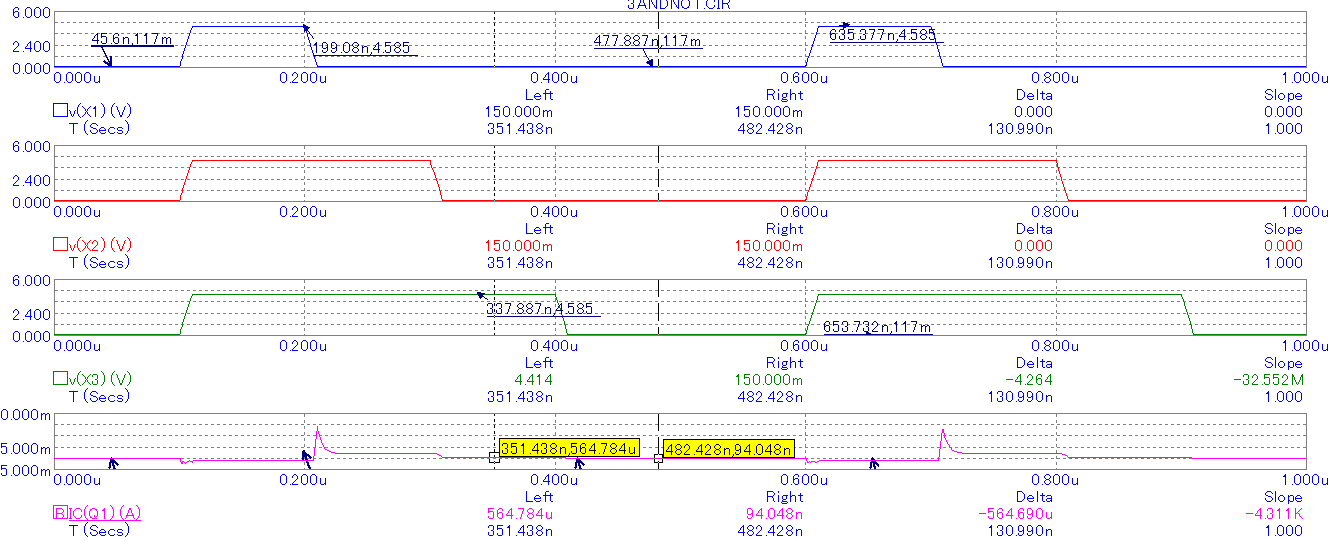 3ANDNOT.CIR
6.000
45.6n,117m
199.08n,4.585
477.887n,117m
635.377n,4.585
2.400
0.000
0.000u 0.200u 0.400u 0.600u 0.800u 1.000u
Left Right Delta Slope
v(X1) (V) 150.000m 150.000m 0.000 0.000
T (Secs) 351.438n 482.428n 130.990n 1.000
6.000
2.400
0.000
0.000u 0.200u 0.400u 0.600u 0.800u 1.000u
Left Right Delta Slope
v(X2) (V) 150.000m 150.000m 0.000 0.000
T (Secs) 351.438n 482.428n 130.990n 1.000
6.000
337.887n,4.585
2.400
653.732n,117m
0.000
0.000u 0.200u 0.400u 0.600u 0.800u 1.000u
Left Right Delta Slope
v(X3) (V) 4.414 150.000m -4.264 -32.552M
T (Secs) 351.438n 482.428n 130.990n 1.000
0.000m
5.000m 351.438n,564.784u 482.428n,94.048n
5.000m
0.000u 0.200u 0.400u 0.600u 0.800u 1.000u
Left Right Delta Slope
B IC(Q1) (A) 564.784u 94.048n -564.690u -4.311K
T (Secs) 351.438n 482.428n 130.990n 1.000